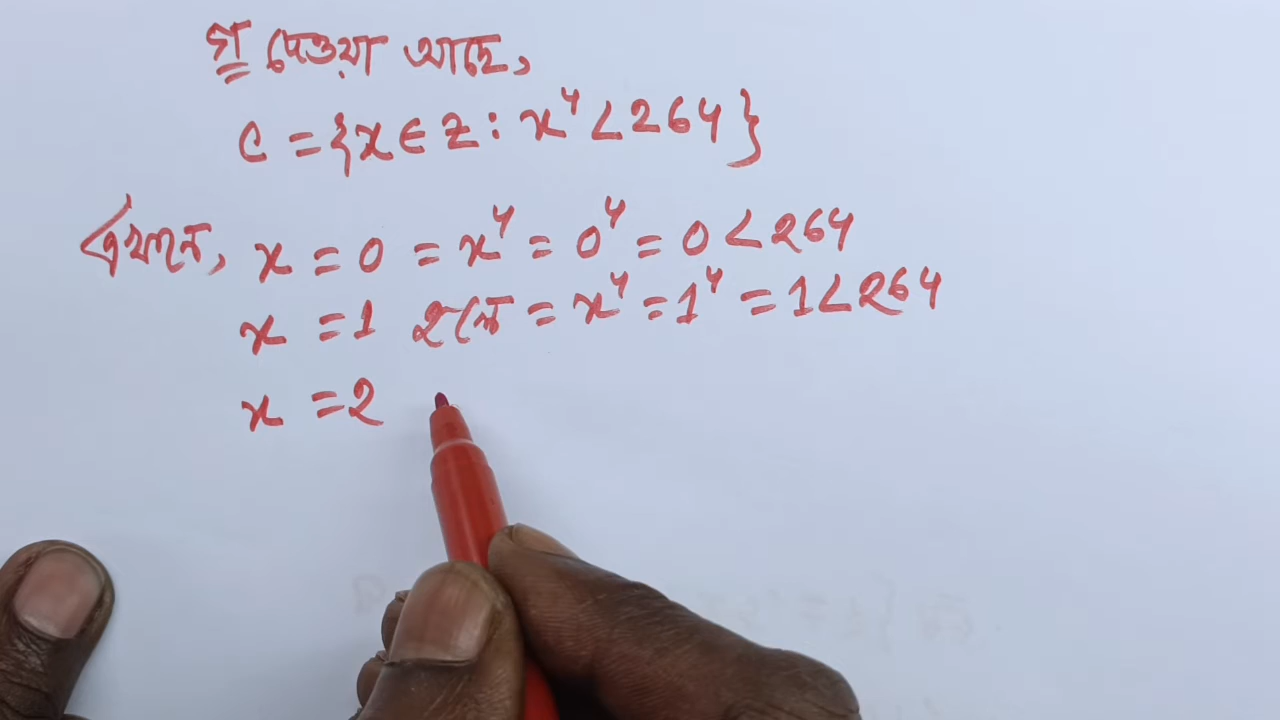 গ দেওয়া আছে,
C = {x ∈ Z : x⁴ < 264}
এখানে, x = 0 = x⁴ = 0⁴ = 0 < 264
x = 1 হলে = x⁴ = 1⁴ = 1 < 264
x = 2